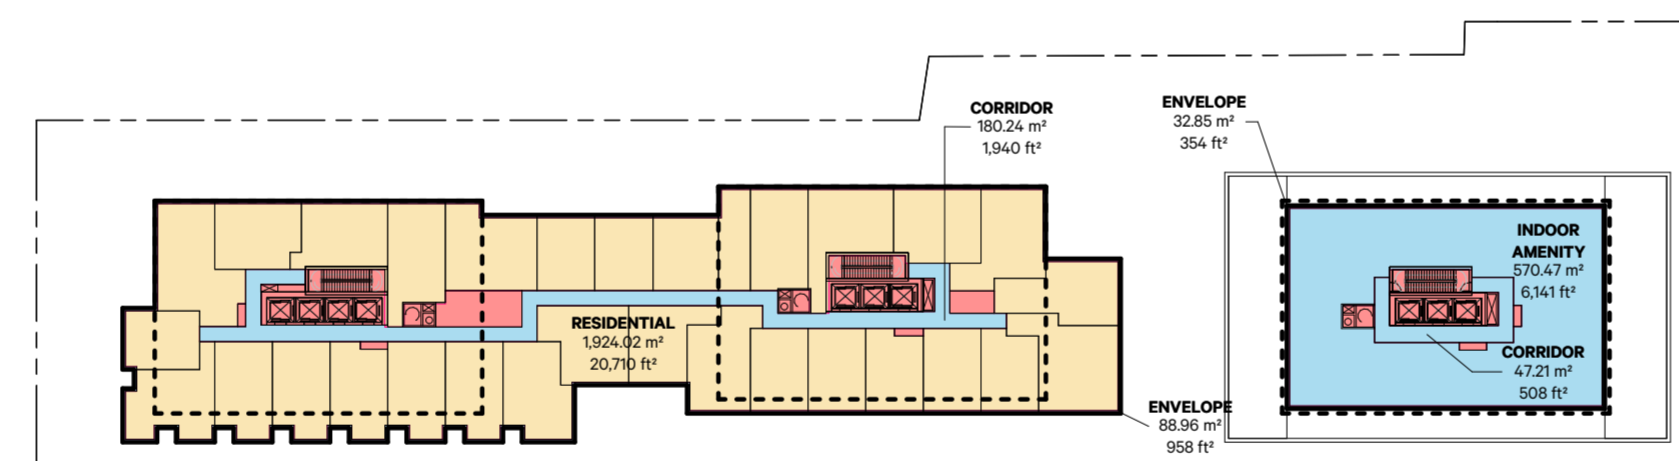 CORRIDOR
180.24 m²
1,940 ft²
ENVELOPE
32.85 m²
354 ft²
INDOOR
AMENITY
570.47 m²
6,141 ft²
RESIDENTIAL
1,924.02 m²
20,710 ft²
CORRIDOR
47.21 m²
508 ft²
ENVELOPE
88.96 m²
958 ft²